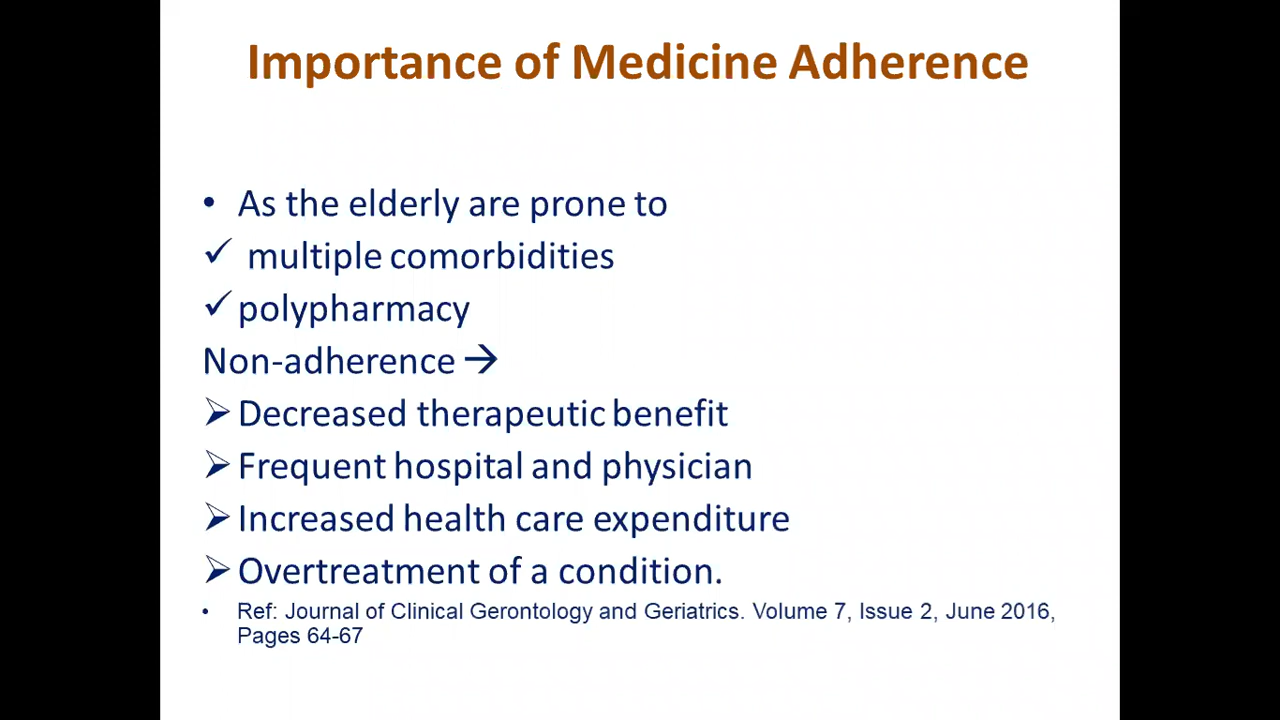 Importance of Medicine Adherence
• As the elderly are prone to
✓ multiple comorbidities
✓ polypharmacy
Non-adherence →
➢ Decreased therapeutic benefit
➢ Frequent hospital and physician
➢ Increased health care expenditure
➢ Overtreatment of a condition.
• Ref: Journal of Clinical Gerontology and Geriatrics. Volume 7, Issue 2, June 2016,
Pages 64-67